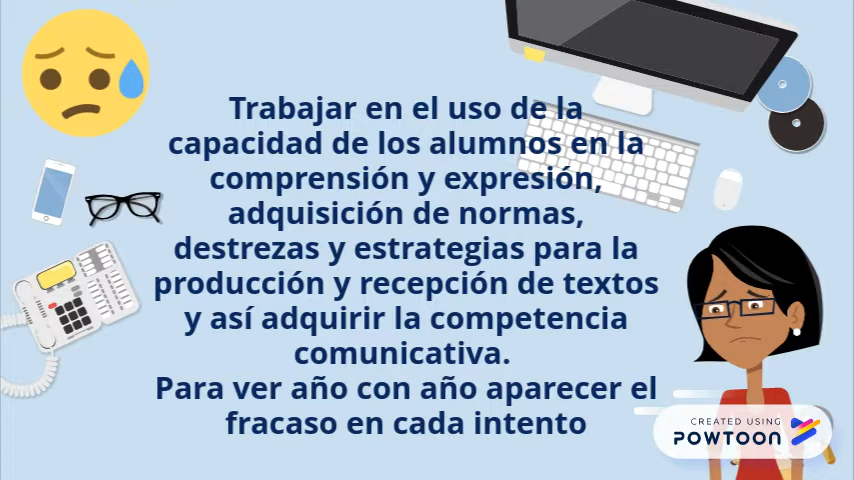 Trabajar en el uso de la
capacidad de los alumnos en la
comprensión y expresión,
adquisición de normas,
destrezas y estrategias para la
producción y recepción de textos
y así adquirir la competencia
comunicativa.
Para ver año con año aparecer el
fracaso en cada intento
CREATED USING
POWTOON